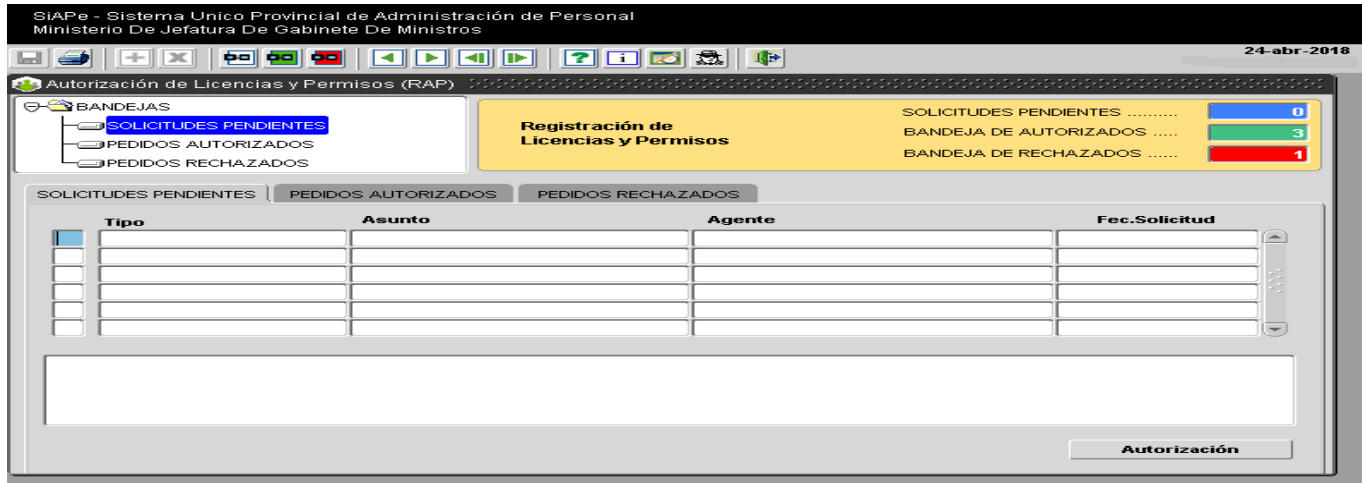 SiAPe - Sistema Unico Provincial de Administración de Personal
Ministerio De Jefatura De Gabinete De Ministros
24-abr-2018
Autorización de Licencias y Permisos (RAP)
BANDEJAS
SOLICITUDES PENDIENTES
PEDIDOS AUTORIZADOS
PEDIDOS RECHAZADOS
Registración de
Licencias y Permisos
SOLICITUDES PENDIENTES .......... 0
BANDEJA DE AUTORIZADOS ..... 3
BANDEJA DE RECHAZADOS ...... 1
SOLICITUDES PENDIENTES PEDIDOS AUTORIZADOS PEDIDOS RECHAZADOS
Tipo Asunto Agente Fec.Solicitud
Autorización